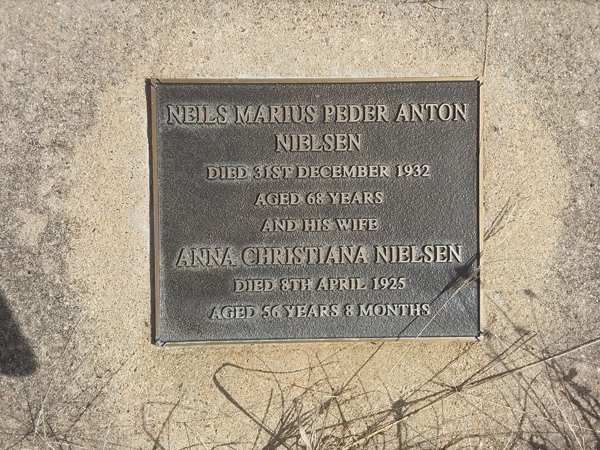 NEILS MARIUS PEDER ANTON
NIELSEN
DIED 31ST DECEMBER 1932
AGED 68 YEARS
AND HIS WIFE
ANNA CHRISTIANA NIELSEN
DIED 8TH APRIL 1925
AGED 56 YEARS 8 MONTHS